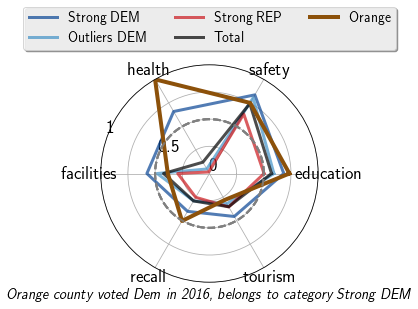 Strong DEM Strong REP Orange
Outliers DEM Total
health safety
1
0.5
0
facilities education
recall tourism
Orange county voted Dem in 2016, belongs to category Strong DEM